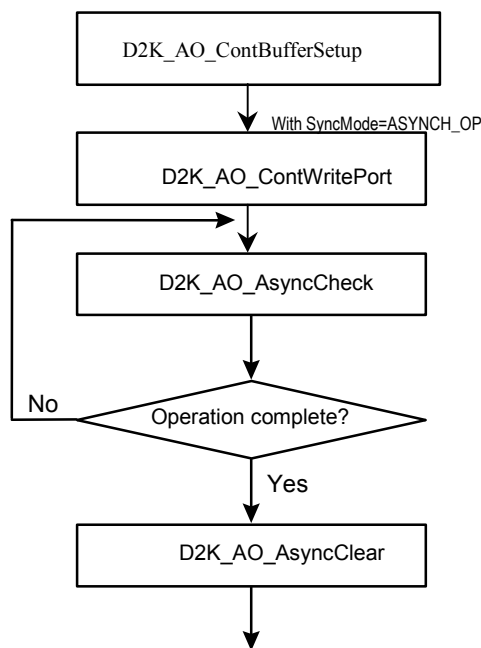 D2K_AO_ContBufferSetup
With SyncMode=ASYNCH_OP
D2K_AO_ContWritePort
D2K_AO_AsyncCheck
No
Operation complete?
Yes
D2K_AO_AsyncClear